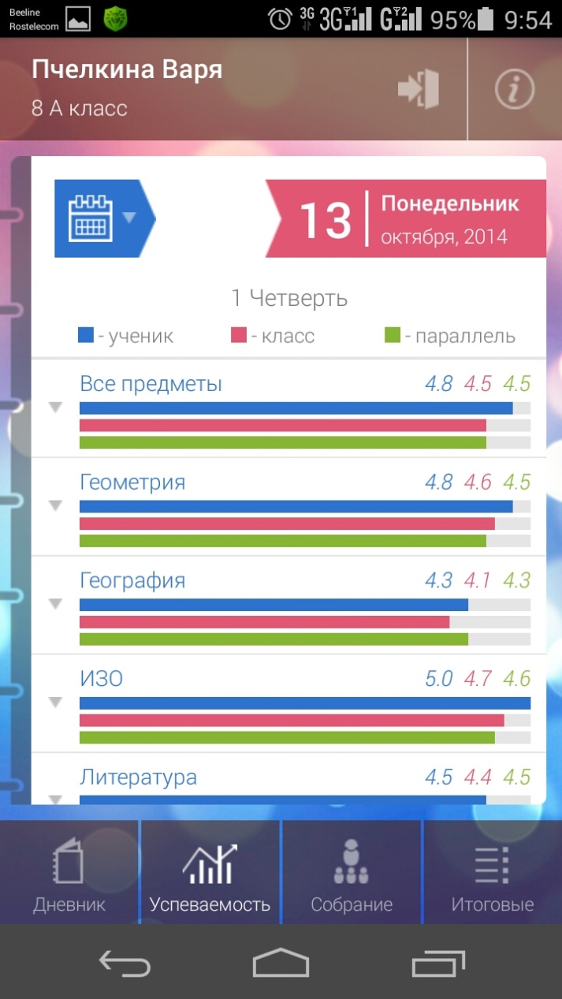 Beeline
Rostelecom
3G 3G 1 G 2 95% 9:54
Пчелкина Варя
8 А класс
13
Понедельник
октября, 2014
1 Четверть
- ученик - класс - параллель
Все предметы 4.8 4.5 4.5
Геометрия 4.8 4.6 4.5
География 4.3 4.1 4.3
ИЗО 5.0 4.7 4.6
Литература 4.5 4.4 4.5
Дневник Успеваемость Собрание Итоговые